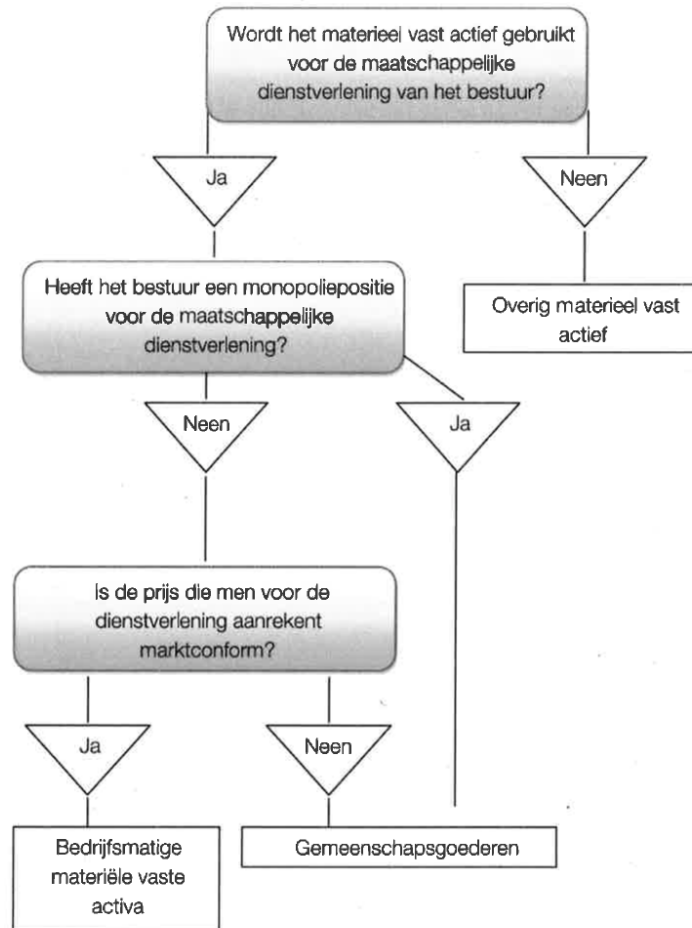 Wordt het materieel vast actief gebruikt
voor de maatschappelijke
dienstverlening van het bestuur?
Ja
Neen
Heeft het bestuur een monopoliepositie
voor de maatschappelijke
dienstverlening?
Overig materieel vast
actief
Neen
Ja
Is de prijs die men voor de
dienstverlening aanrekent
marktconform?
Ja
Neen
Bedrijfsmatige
materiële vaste
activa
Gemeenschapsgoederen